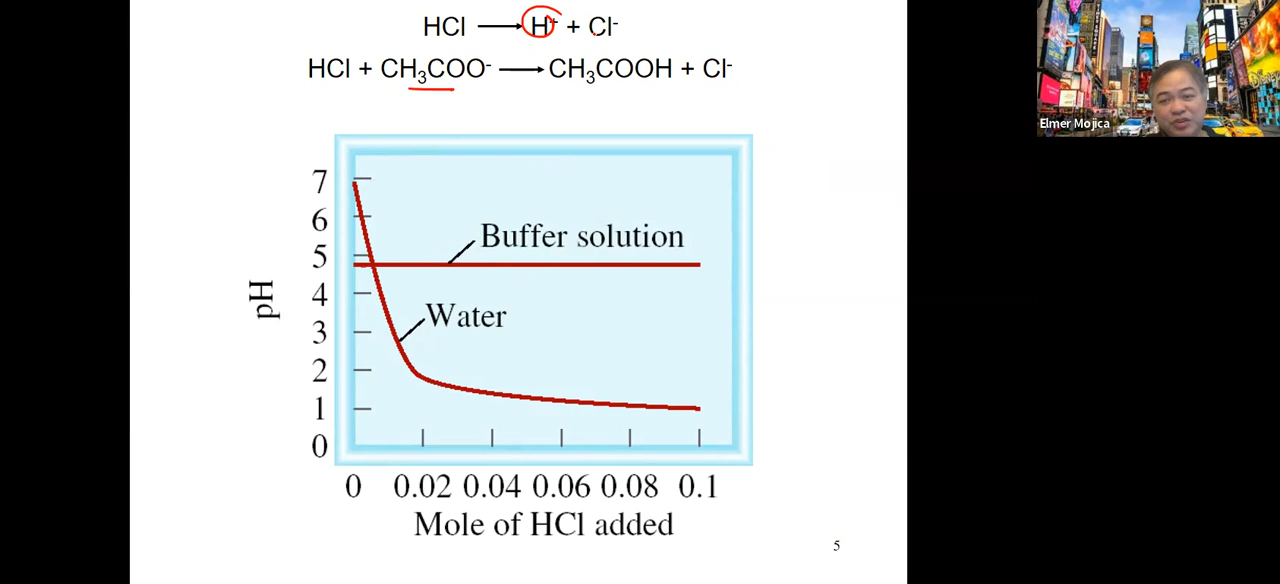 HCl ⟶ H⁺ + Cl⁻
HCl + CH₃COO⁻ ⟶ CH₃COOH + Cl⁻
Elmer Mojica
7
6
5
4
3
2
1
0
pH
Buffer solution
Water
0 0.02 0.04 0.06 0.08 0.1
Mole of HCl added
5